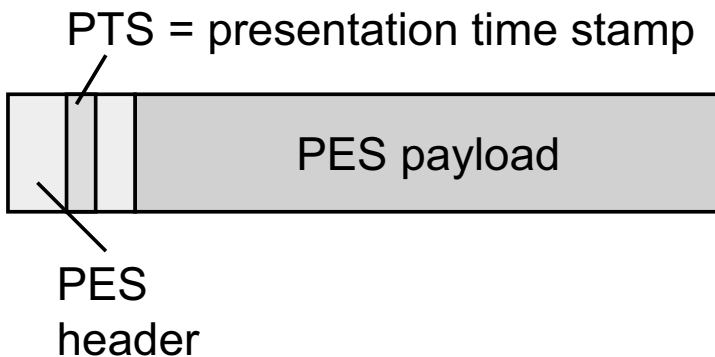 PTS = presentation time stamp
PES payload
PES
header